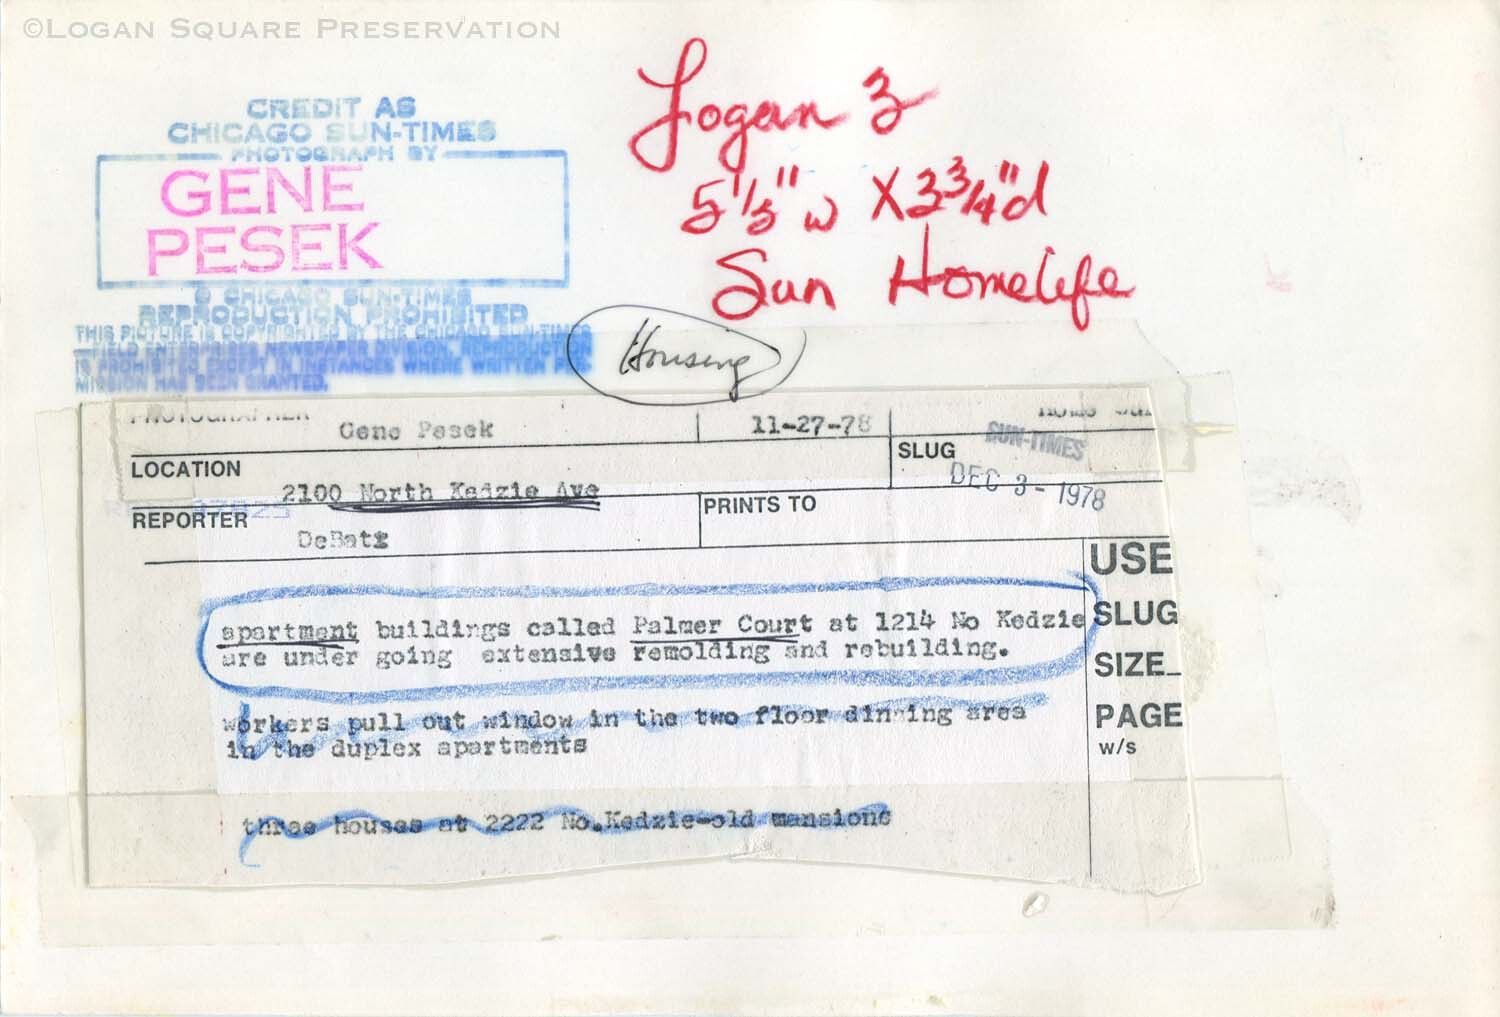 ©LOGAN SQUARE PRESERVATION
CREDIT AS
CHICAGO SUN-TIMES
PHOTOGRAPH BY
GENE
PESEK
© CHICAGO SUN-TIMES
REPRODUCTION PROHIBITED
THIS PICTURE IS COPYRIGHTED BY THE CHICAGO SUN-TIMES
FIELD ENTERPRISES NEWSPAPER DIVISION. REPRODUCTION
IS PROHIBITED EXCEPT IN INSTANCES WHERE WRITTEN PER-
MISSION HAS BEEN GRANTED.
Logan 3
w X 3 3/4" d
Sun Homelife
Housing
PHOTOGRAPHER
Gene Pesek
11-27-78
LOCATION
2100 North Kedzie Ave
SLUG
SUN-TIMES
DEC 3 - 1978
REPORTER
DeBatz
PRINTS TO
USE
SLUG
SIZE_
PAGE
w/s
apartment buildings called Palmer Court at 1214 No Kedzie
are under going extensive remolding and rebuilding.
workers pull out window in the two floor dinning area
in the duplex apartments
three houses at 2222 No.Kedzie-old mansions